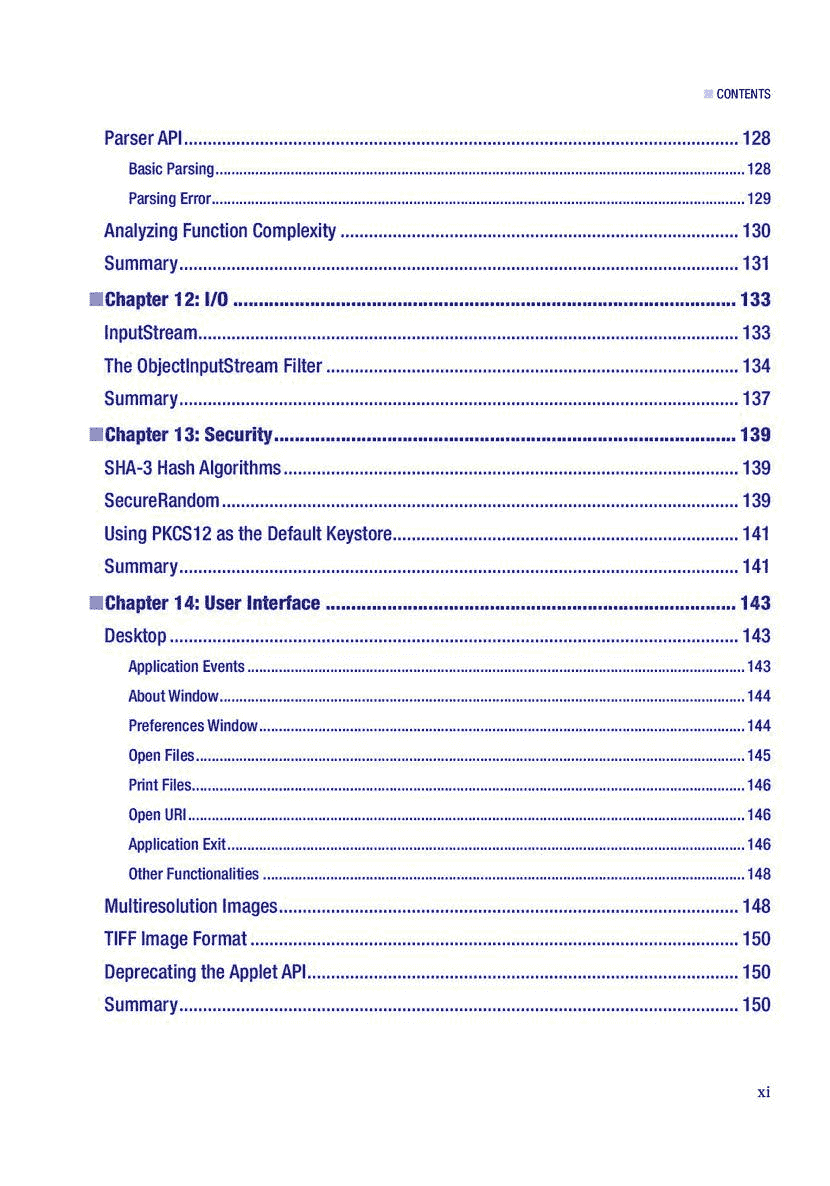 CONTENTS
Parser API........ 128
Basic Parsing........ 128
Parsing Error........ 129
Analyzing Function Complexity ........ 130
Summary........ 131
Chapter 12: I/O ........ 133
InputStream........ 133
The ObjectInputStream Filter ........ 134
Summary........ 137
Chapter 13: Security........ 139
SHA-3 Hash Algorithms........ 139
SecureRandom........ 139
Using PKCS12 as the Default Keystore........ 141
Summary........ 141
Chapter 14: User Interface ........ 143
Desktop........ 143
Application Events........ 143
About Window........ 144
Preferences Window........ 144
Open Files........ 145
Print Files........ 146
Open URI........ 146
Application Exit........ 146
Other Functionalities ........ 148
Multiresolution Images........ 148
TIFF Image Format ........ 150
Deprecating the Applet API........ 150
Summary........ 150
xi